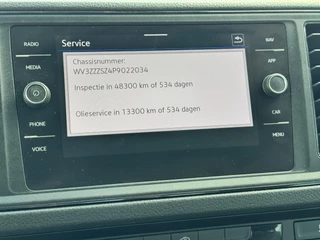 RADIO
MEDIA
PHONE
VOICE
Service
Chassisnummer:
WV3ZZZSZ4P9022034
Inspectie in 48300 km of 534 dagen
Olieservice in 13300 km of 534 dagen
NAV
APP
CAR
MENU